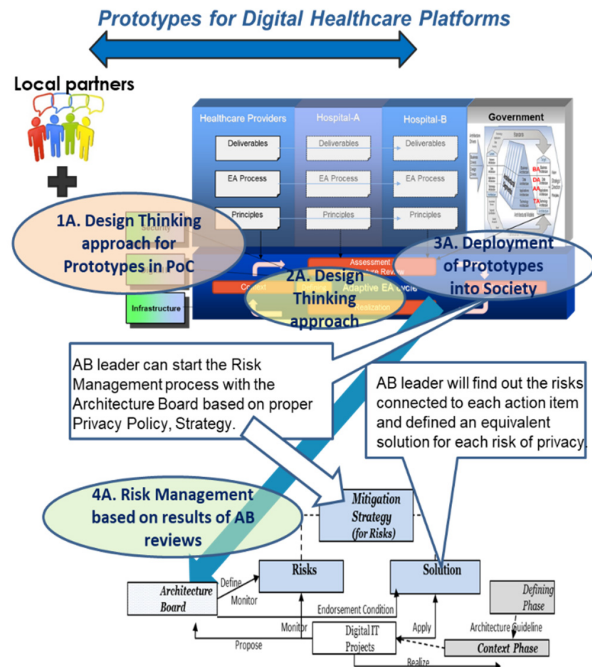 Prototypes for Digital Healthcare Platforms
Local partners
Healthcare Providers
Hospital-A
Hospital-B
Government
Deliverables
Deliverables
Deliverables
EA Process
EA Process
EA Process
Principles
Principles
Principles
BA
DA
AA
TA
1A. Design Thinking
approach for
Prototypes in PoC
Assessment
Review
3A. Deployment
of Prototypes
into Society
2A. Design
Thinking
approach
Adaptive EA cycle
Infrastructure
AB leader can start the Risk
Management process with the
Architecture Board based on proper
Privacy Policy, Strategy.
AB leader will find out the risks
connected to each action item
and defined an equivalent
solution for each risk of privacy.
4A. Risk Management
based on results of AB
reviews
Mitigation
Strategy
(for Risks)
Risks
Solution
Architecture
Board
Define
Monitor
Endorsement Condition
Defining
Phase
Monitor
Apply
Architecture Guideline
Propose
Digital IT
Projects
Context Phase
Realize